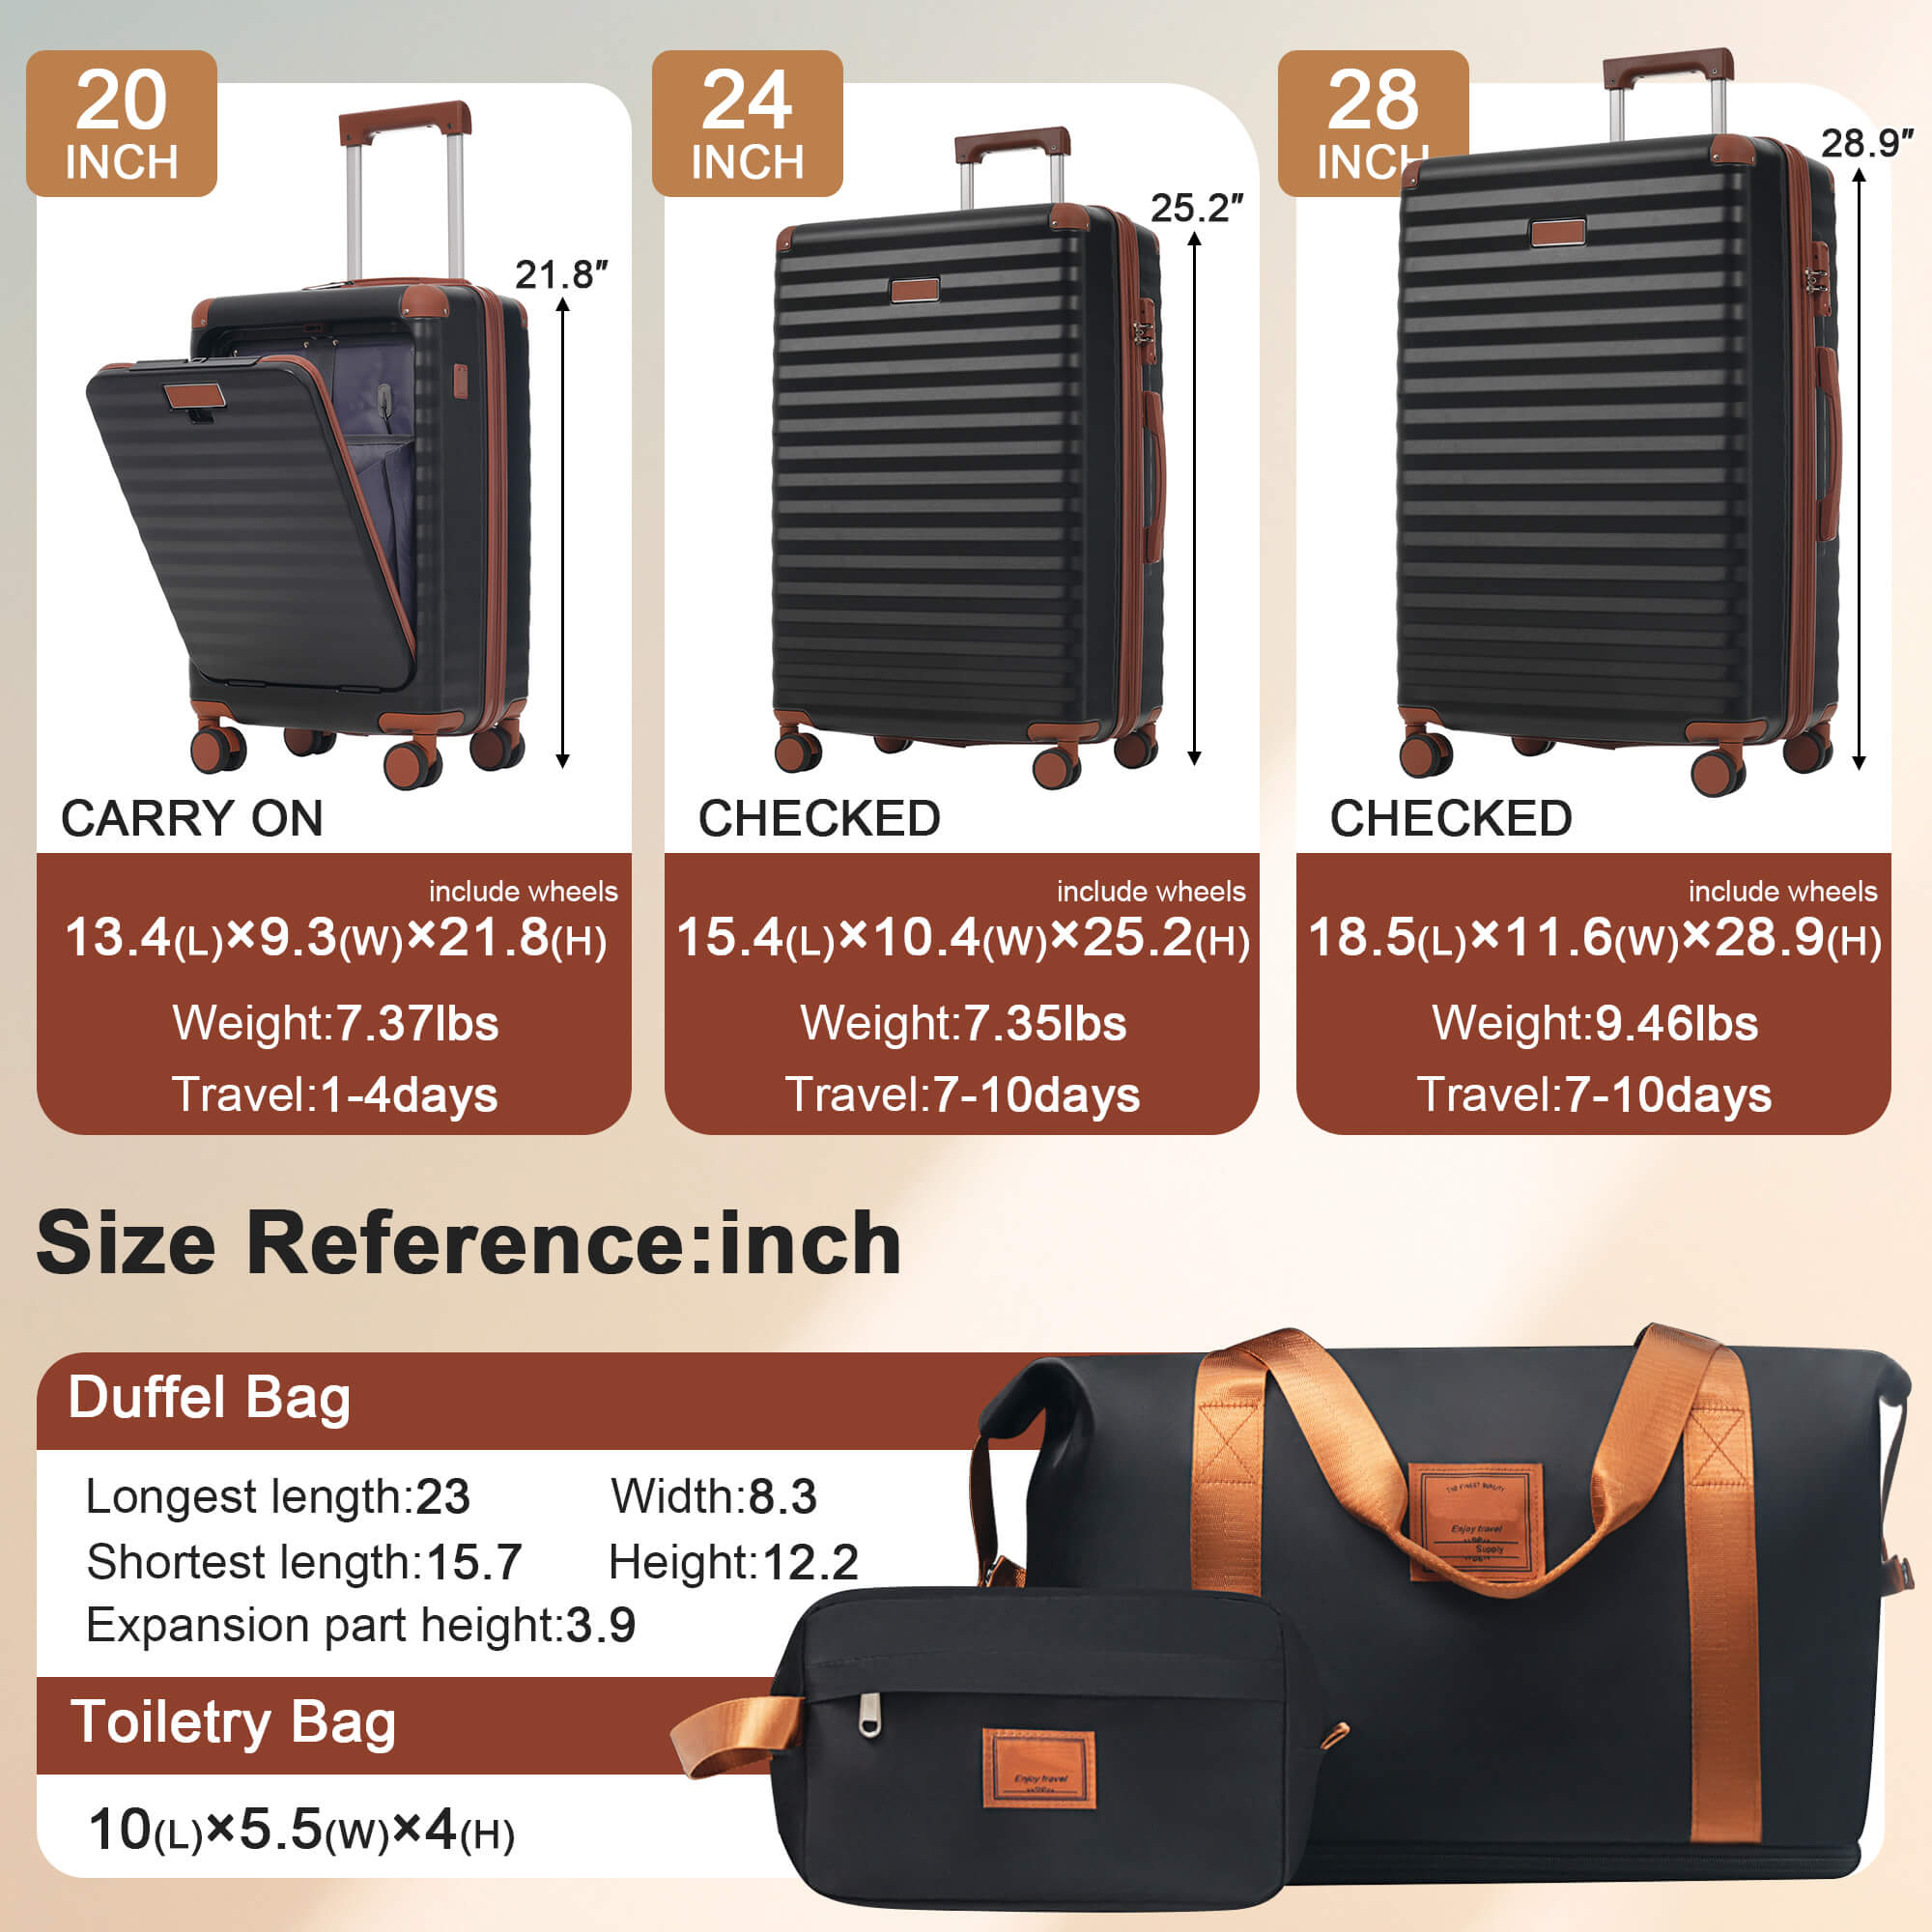 20
INCH
21.8″
CARRY ON
include wheels
13.4(L)×9.3(W)×21.8(H)
Weight:7.37lbs
Travel:1-4days
24
INCH
25.2″
CHECKED
include wheels
15.4(L)×10.4(W)×25.2(H)
Weight:7.35lbs
Travel:7-10days
28
INCH
28.9″
CHECKED
include wheels
18.5(L)×11.6(W)×28.9(H)
Weight:9.46lbs
Travel:7-10days
Size Reference:inch
Duffel Bag
Longest length:23
Width:8.3
Shortest length:15.7
Height:12.2
Expansion part height:3.9
Toiletry Bag
10(L)×5.5(W)×4(H)
THE FINEST QUALITY
Enjoy travel
Supply
Enjoy travel